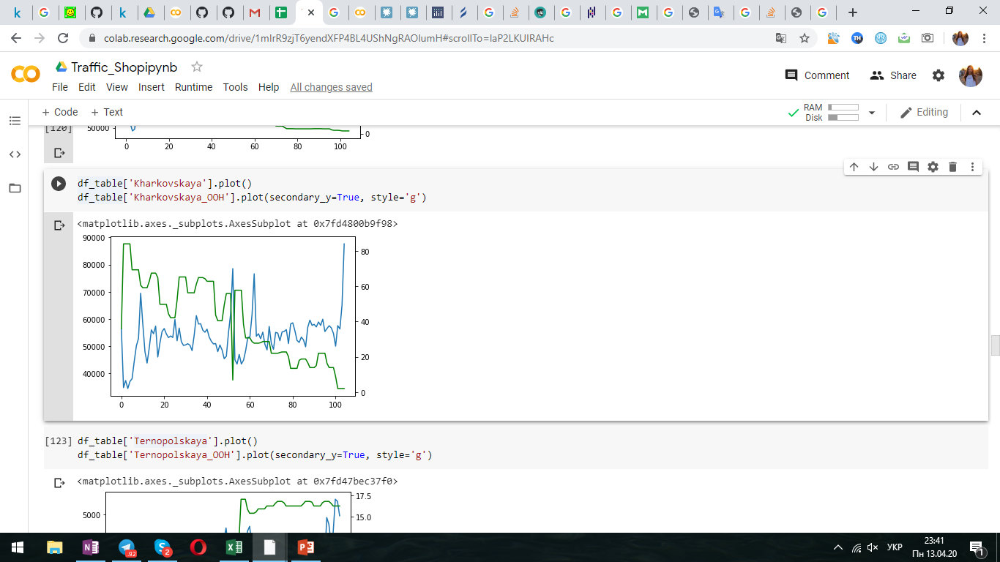 colab.research.google.com/drive/1mIrR9zjT6yendXFP4BL4UShNgRAOIumH#scrollTo=IaP2LKUIRAHc
Traffic_Shopipynb
File Edit View Insert Runtime Tools Help All changes saved
Comment Share
+ Code + Text
RAM
Disk
Editing
[120]
50000
0
0 20 40 60 80 100
df_table['Kharkovskaya'].plot()
df_table['Kharkovskaya_OOH'].plot(secondary_y=True, style='g')
<matplotlib.axes._subplots.AxesSubplot at 0x7fd4800b9f98>
90000
80000
70000
60000
50000
40000
80
60
40
20
0
0 20 40 60 80 100
[123] df_table['Ternopolskaya'].plot()
df_table['Ternopolskaya_OOH'].plot(secondary_y=True, style='g')
<matplotlib.axes._subplots.AxesSubplot at 0x7fd47bec37f0>
5000
17.5
15.0
92
2
УКР
23:41
Пн 13.04.20
1